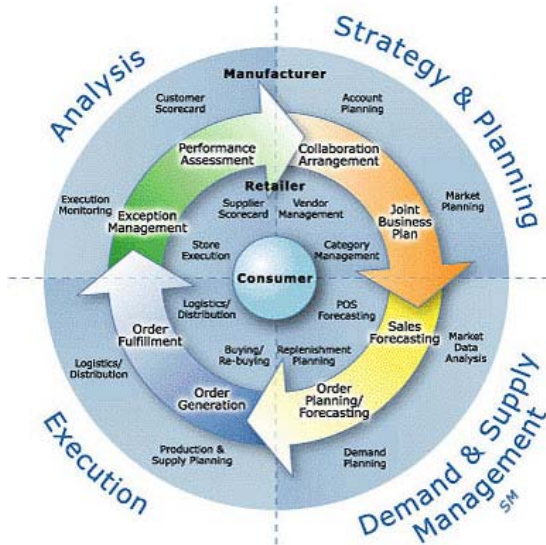 Analysis
Strategy & Planning
Manufacturer
Customer
Scorecard
Account
Planning
Performance
Assessment
Collaboration
Arrangement
Retailer
Execution
Monitoring
Exception
Management
Supplier
Scorecard
Vendor
Management
Joint
Business
Plan
Market
Planning
Store
Execution
Category
Management
Consumer
Logistics/
Distribution
POS
Forecasting
Order
Fulfillment
Sales
Forecasting
Logistics/
Distribution
Buying/
Re-buying
Replenishment
Planning
Market
Data
Analysis
Order
Generation
Order
Planning/
Forecasting
Production &
Supply Planning
Demand
Planning
Execution
Demand & Supply
Management SM